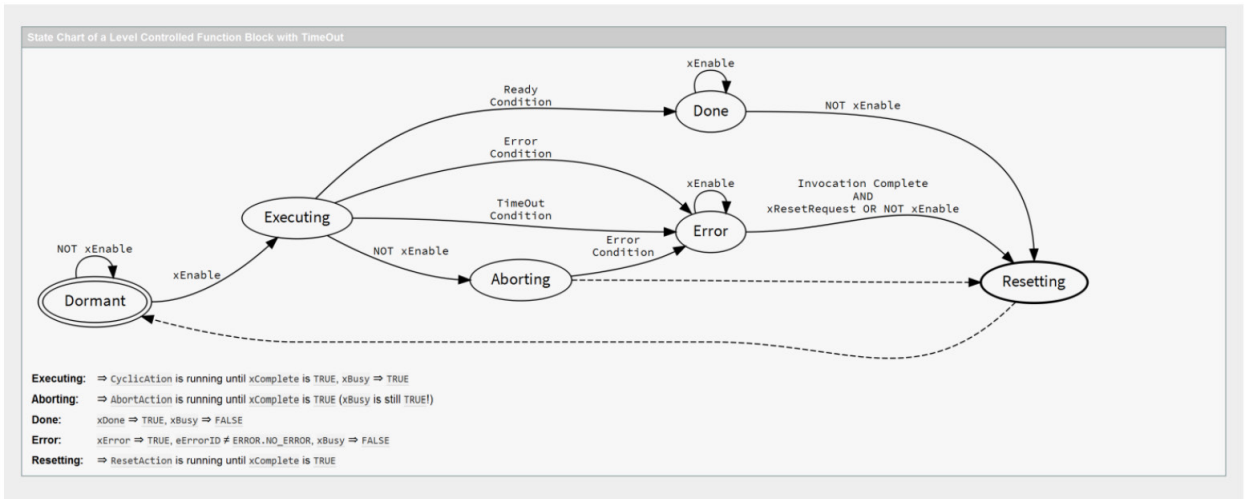 State Chart of a Level Controlled Function Block with TimeOut
xEnable
Ready
Condition
Done
NOT xEnable
Error
Condition
xEnable
Invocation Complete
AND
xResetRequest OR NOT xEnable
Executing
TimeOut
Condition
Error
NOT xEnable
Error
Condition
NOT xEnable
xEnable
Aborting
Resetting
Dormant
Executing: ⇒ CyclicAtion is running until xComplete is TRUE, xBusy ⇒ TRUE
Aborting: ⇒ AbortAction is running until xComplete is TRUE (xBusy is still TRUE!)
Done: xDone ⇒ TRUE, xBusy ⇒ FALSE
Error: xError ⇒ TRUE, eErrorID ≠ ERROR.NO_ERROR, xBusy ⇒ FALSE
Resetting: ⇒ ResetAction is running until xComplete is TRUE